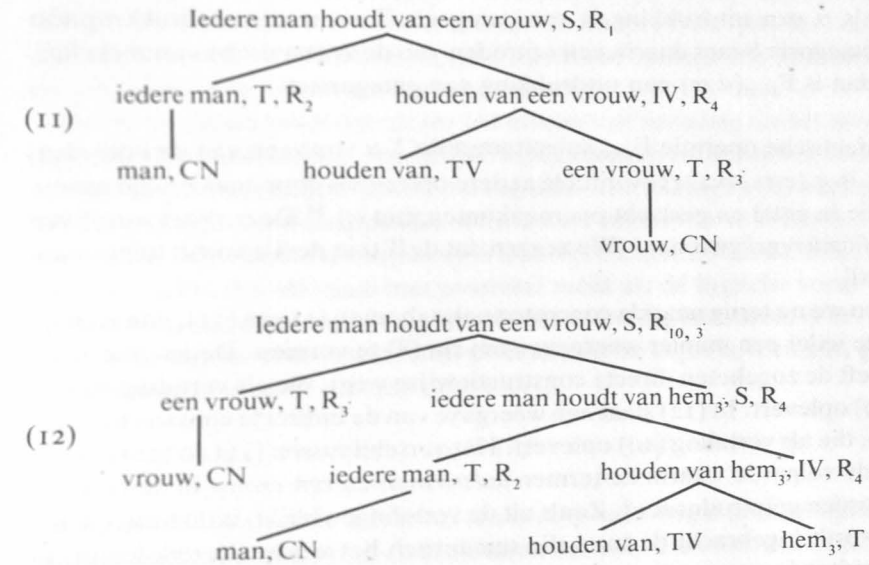 Iedere man houdt van een vrouw, S, R₁
iedere man, T, R₂ houden van een vrouw, IV, R₄
(11)
man, CN houden van, TV een vrouw, T, R₃
vrouw, CN
Iedere man houdt van een vrouw, S, R₁₀,₃
een vrouw, T, R₃ iedere man houdt van hem₃, S, R₄
(12)
vrouw, CN iedere man, T, R₂ houden van hem₃, IV, R₄
man, CN houden van, TV hem₃, T